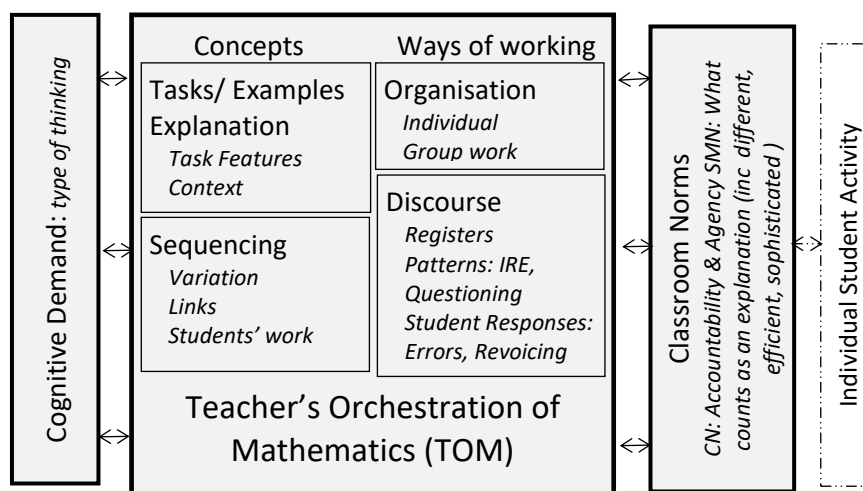 Cognitive Demand: type of thinking
Concepts
Tasks/ Examples
Explanation
Task Features
Context
Sequencing
Variation
Links
Students’ work
Ways of working
Organisation
Individual
Group work
Discourse
Registers
Patterns: IRE,
Questioning
Student Responses:
Errors, Revoicing
Teacher’s Orchestration of
Mathematics (TOM)
Classroom Norms
CN: Accountability & Agency SMN: What
counts as an explanation (inc different,
efficient, sophisticated )
Individual Student Activity